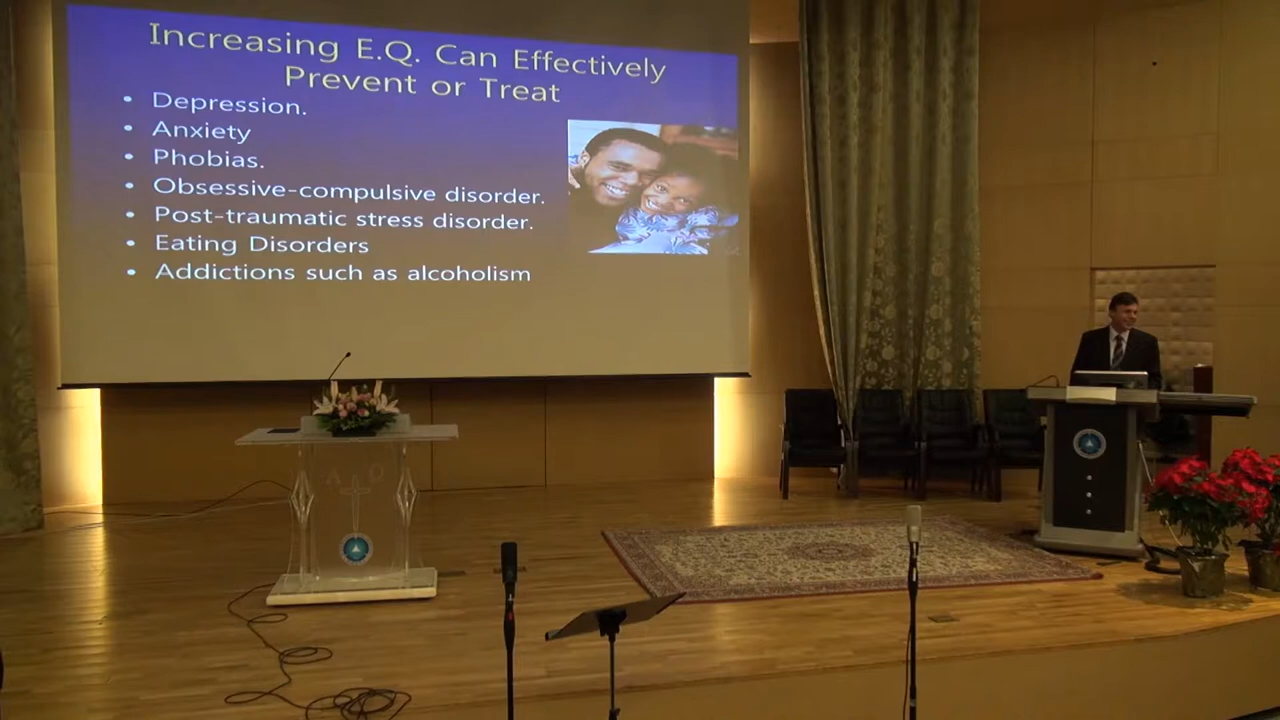 Increasing E.Q. Can Effectively
Prevent or Treat
• Depression.
• Anxiety
• Phobias.
• Obsessive-compulsive disorder.
• Post-traumatic stress disorder.
• Eating Disorders
• Addictions such as alcoholism